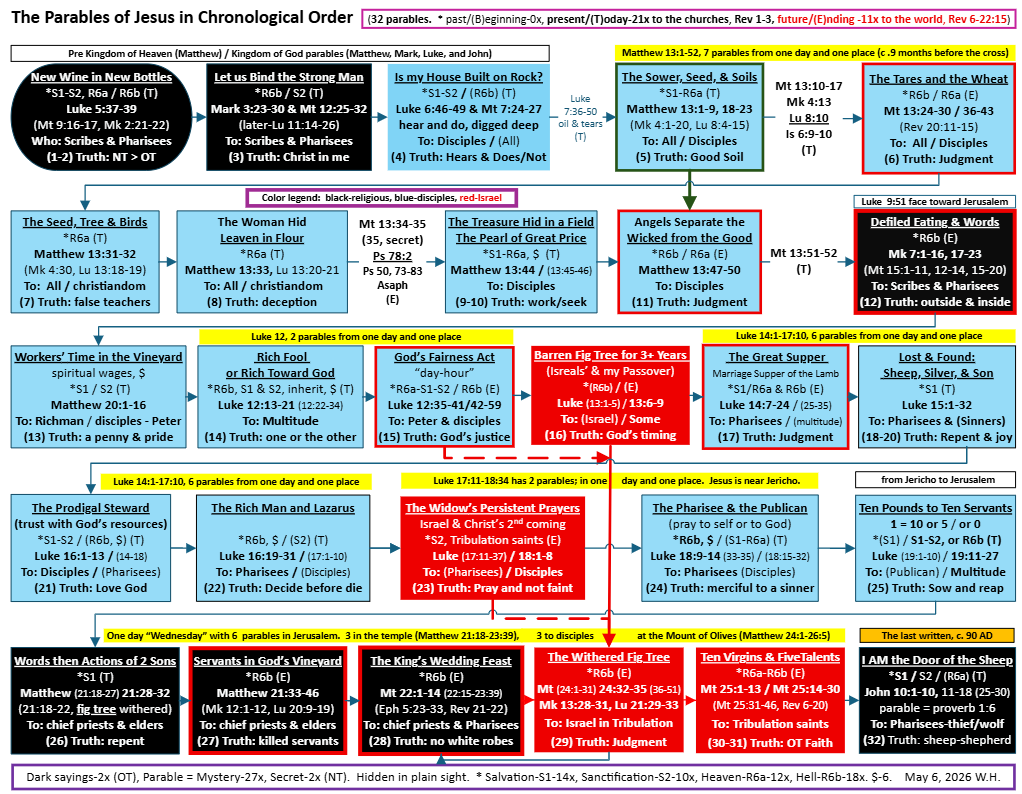 The Parables of Jesus in Chronological Order
(32 parables. * past/(B)eginning-0x, present/(T)oday-21x to the churches, Rev 1-3, future/(E)nding -11x to the world, Rev 6-22:15)
Pre Kingdom of Heaven (Matthew) / Kingdom of God parables (Matthew, Mark, Luke, and John)
Matthew 13:1-52, 7 parables from one day and one place (c .9 months before the cross)
New Wine in New Bottles
*S1-S2, R6a / R6b (T)
Luke 5:37-39
(Mt 9:16-17, Mk 2:21-22)
Who: Scribes & Pharisees
(1-2) Truth: NT > OT
Let us Bind the Strong Man
*R6b / S2 (T)
Mark 3:23-30 & Mt 12:25-32
(later-Lu 11:14-26)
To: Scribes & Pharisees
(3) Truth: Christ in me
Is my House Built on Rock?
*S1-S2 / (R6b) (T)
Luke 6:46-49 & Mt 7:24-27
hear and do, digged deep
To: Disciples / (All)
(4) Truth: Hears & Does/Not
Luke
7:36-50
oil & tears
(T)
The Sower, Seed, & Soils
*S1-R6a (T)
Matthew 13:1-9, 18-23
(Mk 4:1-20, Lu 8:4-15)
To: All / Disciples
(5) Truth: Good Soil
Mt 13:10-17
Mk 4:13
Lu 8:10
Is 6:9-10
(T)
The Tares and the Wheat
*R6b / R6a (E)
Mt 13:24-30 / 36-43
(Rev 20:11-15)
To: All / Disciples
(6) Truth: Judgment
Color legend: black-religious, blue-disciples, red-Israel
Luke 9:51 face toward Jerusalem
The Seed, Tree & Birds
*R6a (T)
Matthew 13:31-32
(Mk 4:30, Lu 13:18-19)
To: All / christiandom
(7) Truth: false teachers
The Woman Hid
Leaven in Flour
*R6a (T)
Matthew 13:33, Lu 13:20-21
To: All / christiandom
(8) Truth: deception
Mt 13:34-35
(35, secret)
Ps 78:2
Ps 50, 73-83
Asaph
(E)
The Treasure Hid in a Field
The Pearl of Great Price
*S1-R6a, $ (T)
Matthew 13:44 / (13:45-46)
To: Disciples
(9-10) Truth: work/seek
Angels Separate the
Wicked from the Good
*R6b / R6a (E)
Matthew 13:47-50
To: Disciples
(11) Truth: Judgment
Mt 13:51-52
(T)
Defiled Eating & Words
*R6b (E)
Mk 7:1-16, 17-23
(Mt 15:1-11, 12-14, 15-20)
To: Scribes & Pharisees
(12) Truth: outside & inside
Luke 12, 2 parables from one day and one place
Luke 14:1-17:10, 6 parables from one day and one place
Workers' Time in the Vineyard
spiritual wages, $
*S1 / S2 (T)
Matthew 20:1-16
To: Richman / disciples - Peter
(13) Truth: a penny & pride
Rich Fool
or Rich Toward God
*R6b, S1 & S2, inherit, $ (T)
Luke 12:13-21 (12:22-34)
To: Multitude
(14) Truth: one or the other
God's Fairness Act
"day-hour"
*R6a-S1-S2 / R6b (E)
Luke 12:35-41/42-59
To: Peter & disciples
(15) Truth: God's justice
Barren Fig Tree for 3+ Years
(Isreals' & my Passover)
*(R6b) / (E)
Luke (13:1-5) / 13:6-9
To: (Israel) / Some
(16) Truth: God's timing
The Great Supper
Marriage Supper of the Lamb
*S1/R6a & R6b (E)
Luke 14:7-24 / (25-35)
To: Pharisees / (multitude)
(17) Truth: Judgment
Lost & Found:
Sheep, Silver, & Son
*S1 (T)
Luke 15:1-32
To: Pharisees & (Sinners)
(18-20) Truth: Repent & joy
Luke 14:1-17:10, 6 parables from one day and one place
Luke 17:11-18:34 has 2 parables; in one day and one place. Jesus is near Jericho.
from Jericho to Jerusalem
The Prodigal Steward
(trust with God's resources)
*S1-S2 / (R6b, $) (T)
Luke 16:1-13 / (14-18)
To: Disciples / (Pharisees)
(21) Truth: Love God
The Rich Man and Lazarus
*R6b, $ / (S2) (T)
Luke 16:19-31 / (17:1-10)
To: Pharisees / (Disciples)
(22) Truth: Decide before die
The Widow's Persistent Prayers
Israel & Christ's 2nd coming
*S2, Tribulation saints (E)
Luke (17:11-37) / 18:1-8
To: (Pharisees) / Disciples
(23) Truth: Pray and not faint
The Pharisee & the Publican
(pray to self or to God)
*R6b, $ / (S1-R6a) (T)
Luke 18:9-14 (33-35) / (18:15-32)
To: Pharisees (Disciples)
(24) Truth: merciful to a sinner
Ten Pounds to Ten Servants
1 = 10 or 5 / or 0
*(S1) / S1-S2, or R6b (T)
Luke (19:1-10) / 19:11-27
To: (Publican) / Multitude
(25) Truth: Sow and reap
One day "Wednesday" with 6 parables in Jerusalem. 3 in the temple (Matthew 21:18-23:39), 3 to disciples at the Mount of Olives (Matthew 24:1-26:5)
The last written, c. 90 AD
Words then Actions of 2 Sons
*S1 (T)
Matthew (21:18-27) 21:28-32
(21:18-22, fig tree withered)
To: chief priests & elders
(26) Truth: repent
Servants in God's Vineyard
*R6b (E)
Matthew 21:33-46
(Mk 12:1-12, Lu 20:9-19)
To: chief priests & elders
(27) Truth: killed servants
The King's Wedding Feast
*R6b (E)
Mt 22:1-14 (22:15-23:39)
(Eph 5:23-33, Rev 21-22)
To: chief priests & Pharisees
(28) Truth: no white robes
The Withered Fig Tree
*R6b (E)
Mt (24:1-31) 24:32-35 (36-51)
Mk 13:28-31, Lu 21:29-33
To: Israel in Tribulation
(29) Truth: Judgment
Ten Virgins & FiveTalents
*R6a-R6b (E)
Mt 25:1-13 / Mt 25:14-30
(Mt 25:31-46, Rev 6-20)
To: Tribulation saints
(30-31) Truth: OT Faith
I AM the Door of the Sheep
*S1 / S2 / (R6a) (T)
John 10:1-10, 11-18 (25-30)
parable = proverb 1:6
To: Pharisees-thief/wolf
(32) Truth: sheep-shepherd
Dark sayings-2x (OT), Parable = Mystery-27x, Secret-2x (NT). Hidden in plain sight. * Salvation-S1-14x, Sanctification-S2-10x, Heaven-R6a-12x, Hell-R6b-18x. $-6. May 6, 2026 W.H.